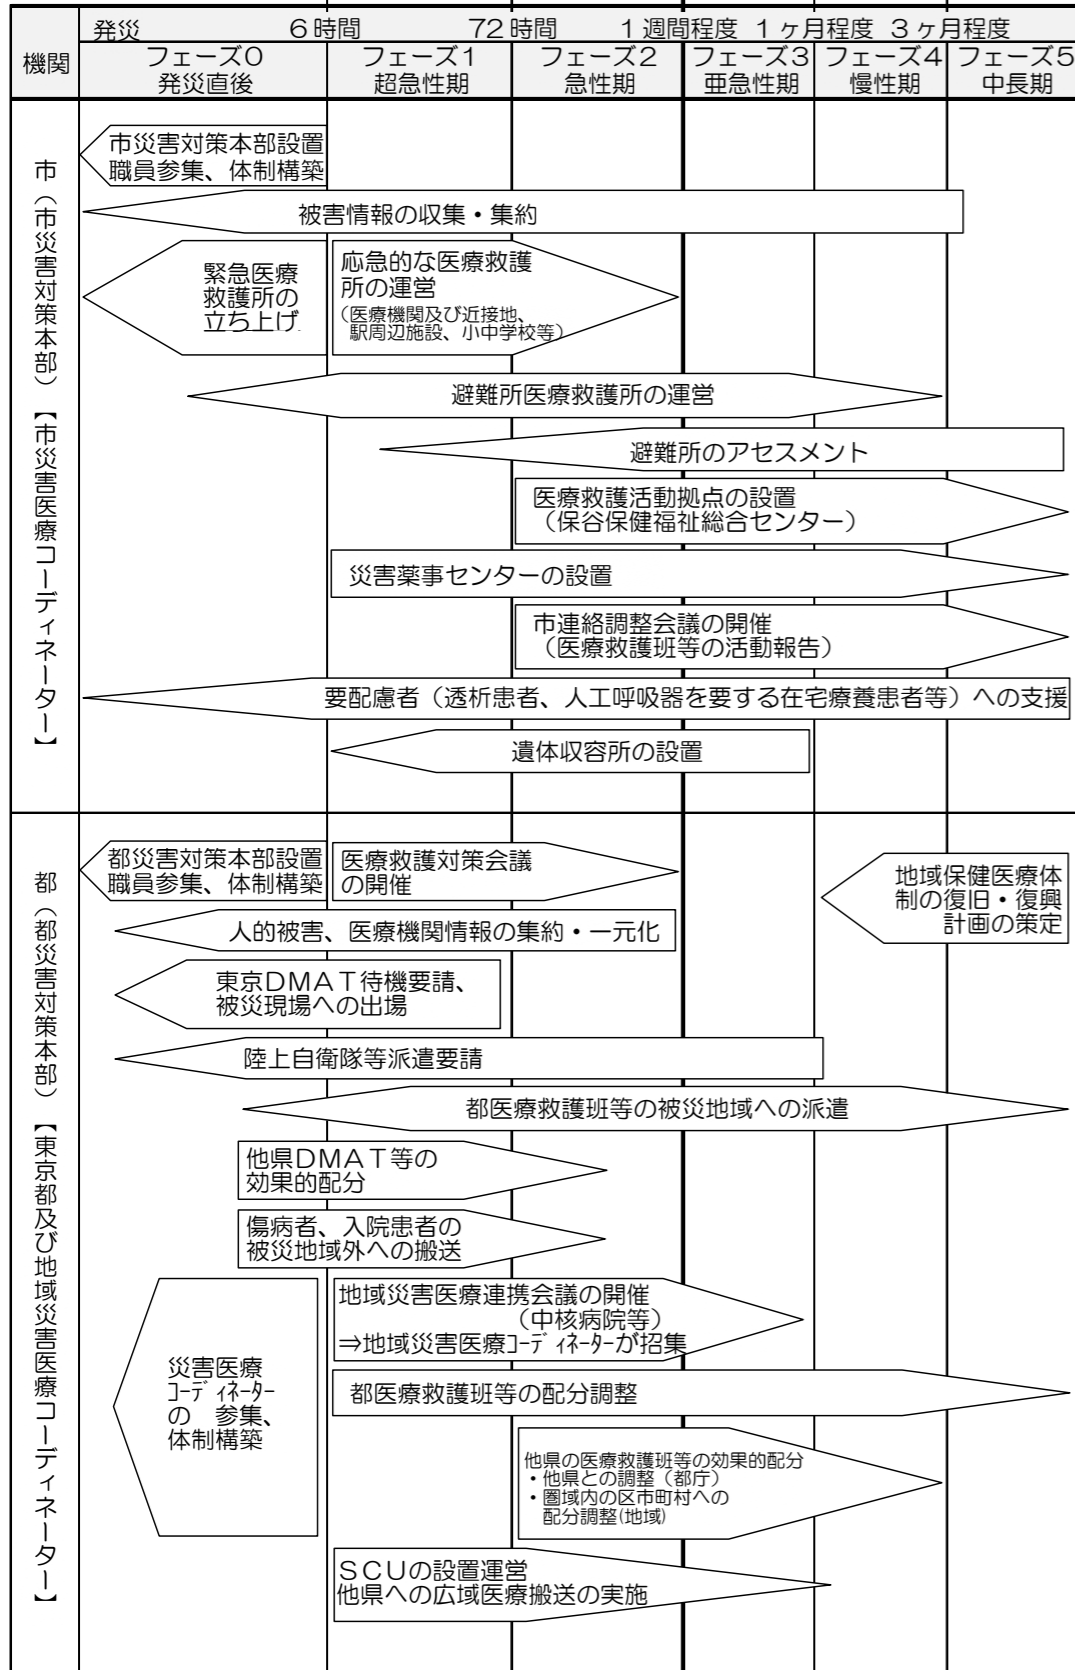 発災 6時間 72時間 1週間程度 1ヶ月程度 3ヶ月程度
機関
フェーズ0 フェーズ1 フェーズ2 フェーズ3 フェーズ4 フェーズ5
発災直後 超急性期 急性期 亜急性期 慢性期 中長期
市（市災害対策本部）【市災害医療コーディネーター】
市災害対策本部設置
職員参集、体制構築
被害情報の収集・集約
緊急医療
救護所の
立ち上げ
応急的な医療救護
所の運営
（医療機関及び近接地、
駅周辺施設、小中学校等）
避難所医療救護所の運営
避難所のアセスメント
医療救護活動拠点の設置
（保谷保健福祉総合センター）
災害薬事センターの設置
市連絡調整会議の開催
（医療救護班等の活動報告）
要配慮者（透析患者、人工呼吸器を要する在宅療養患者等）への支援
遺体収容所の設置
都（都災害対策本部）【東京都及び地域災害医療コーディネーター】
都災害対策本部設置
職員参集、体制構築
医療救護対策会議
の開催
地域保健医療体
制の復旧・復興
計画の策定
人的被害、医療機関情報の集約・一元化
東京DMAT待機要請、
被災現場への出場
陸上自衛隊等派遣要請
都医療救護班等の被災地域への派遣
他県DMAT等の
効果的配分
傷病者、入院患者の
被災地域外への搬送
災害医療
ｺｰﾃﾞｨﾈｰﾀｰ
の 参集、
体制構築
地域災害医療連携会議の開催
（中核病院等）
⇒地域災害医療ｺｰﾃﾞｨﾈｰﾀｰが招集
都医療救護班等の配分調整
他県の医療救護班等の効果的配分
・他県との調整（都庁）
・圏域内の区市町村への
配分調整(地域)
SCUの設置運営
他県への広域医療搬送の実施